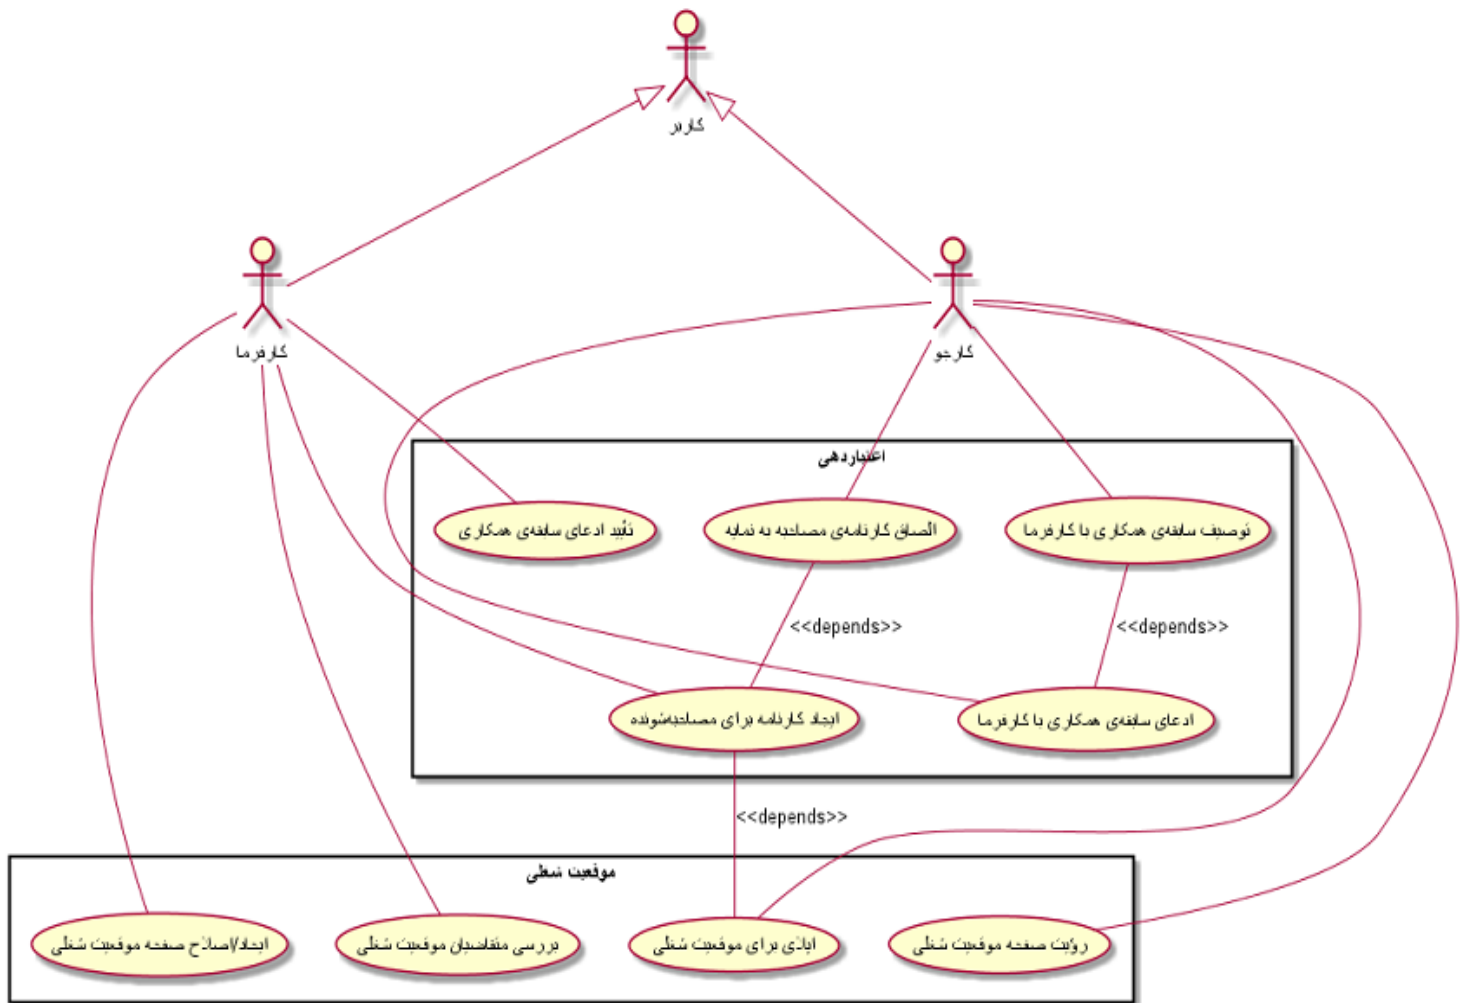 کاربر
کارفرما
کارجو
اعتباردهی
تأیید ادعای سابقه‌ی همکاری
الصاق کارنامه‌ی مصاحبه به نمایه
توصیف سابقه‌ی همکاری با کارفرما
<<depends>>
<<depends>>
ایجاد کارنامه برای مصاحبه‌شونده
ادعای سابقه‌ی همکاری با کارفرما
<<depends>>
موقعیت شغلی
ایجاد/اصلاح صفحه موقعیت شغلی
بررسی متقاضیان موقعیت شغلی
اپلای برای موقعیت شغلی
رؤیت صفحه موقعیت شغلی